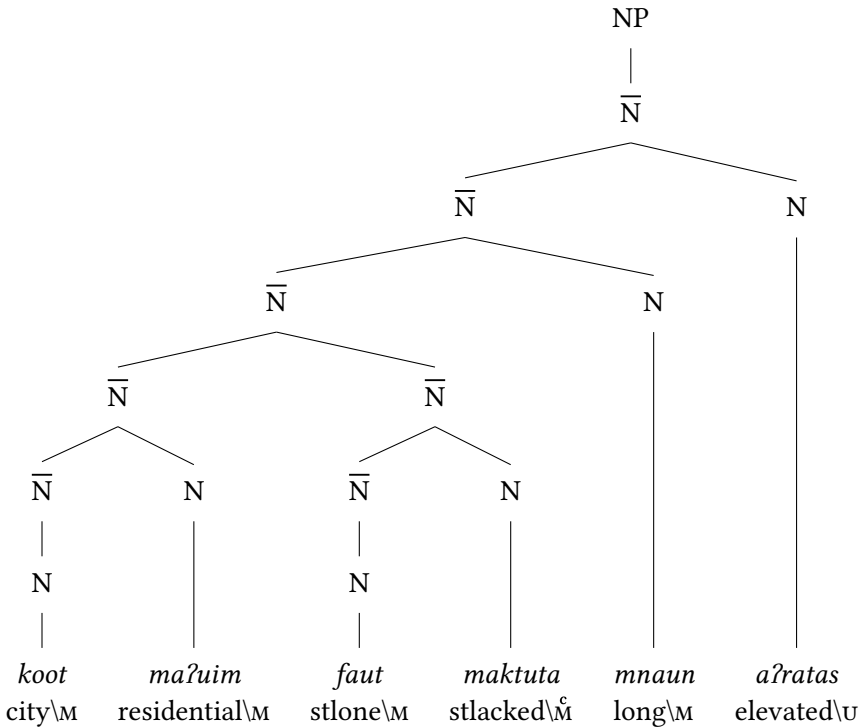 NP
N̅
N̅ N
N̅ N
N̅ N̅
N̅ N N̅ N
N N
koot maʔuim faut maktuta mnaun aʔratas
city\ᴍ residential\ᴍ stlone\ᴍ stlacked\ᴍͨ long\ᴍ elevated\ᴜ